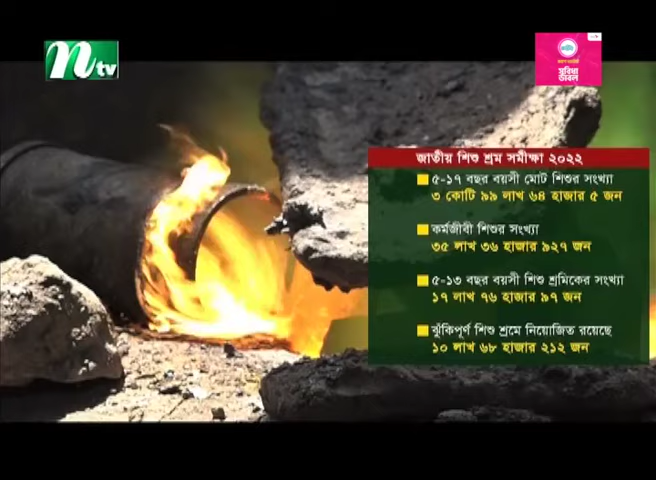 ntv
সুবিধা
ডাবল
জাতীয় শিশু শ্রম সমীক্ষা ২০২২
৫-১৭ বছর বয়সী মোট শিশুর সংখ্যা
৩ কোটি ৯৯ লাখ ৬৪ হাজার ৫ জন
কর্মজীবী শিশুর সংখ্যা
৩৫ লাখ ৩৬ হাজার ৯২৭ জন
৫-১৩ বছর বয়সী শিশু শ্রমিকের সংখ্যা
১৭ লাখ ৭৬ হাজার ৯৭ জন
ঝুঁকিপূর্ণ শিশু শ্রমে নিয়োজিত রয়েছে
১০ লাখ ৬৮ হাজার ২১২ জন